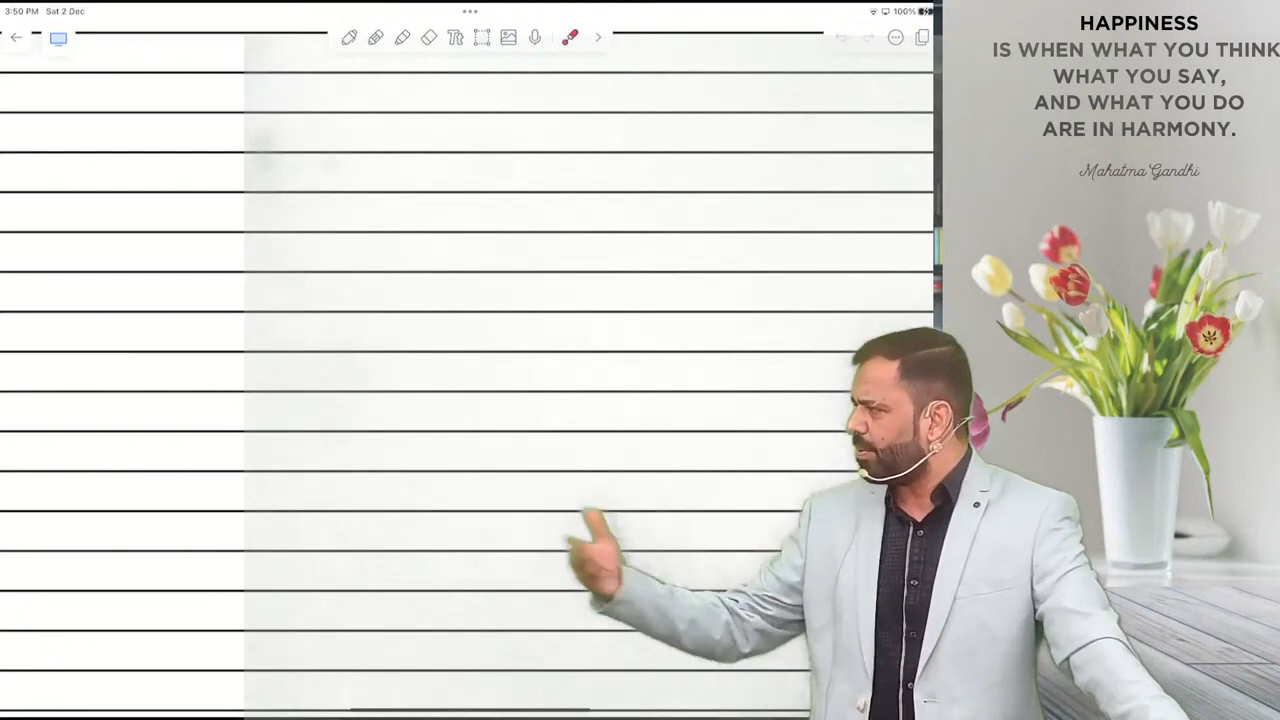 3:50 PM Sat 2 Dec
100%
Tt
HAPPINESS
IS WHEN WHAT YOU THINK
WHAT YOU SAY,
AND WHAT YOU DO
ARE IN HARMONY.
Mahatma Gandhi